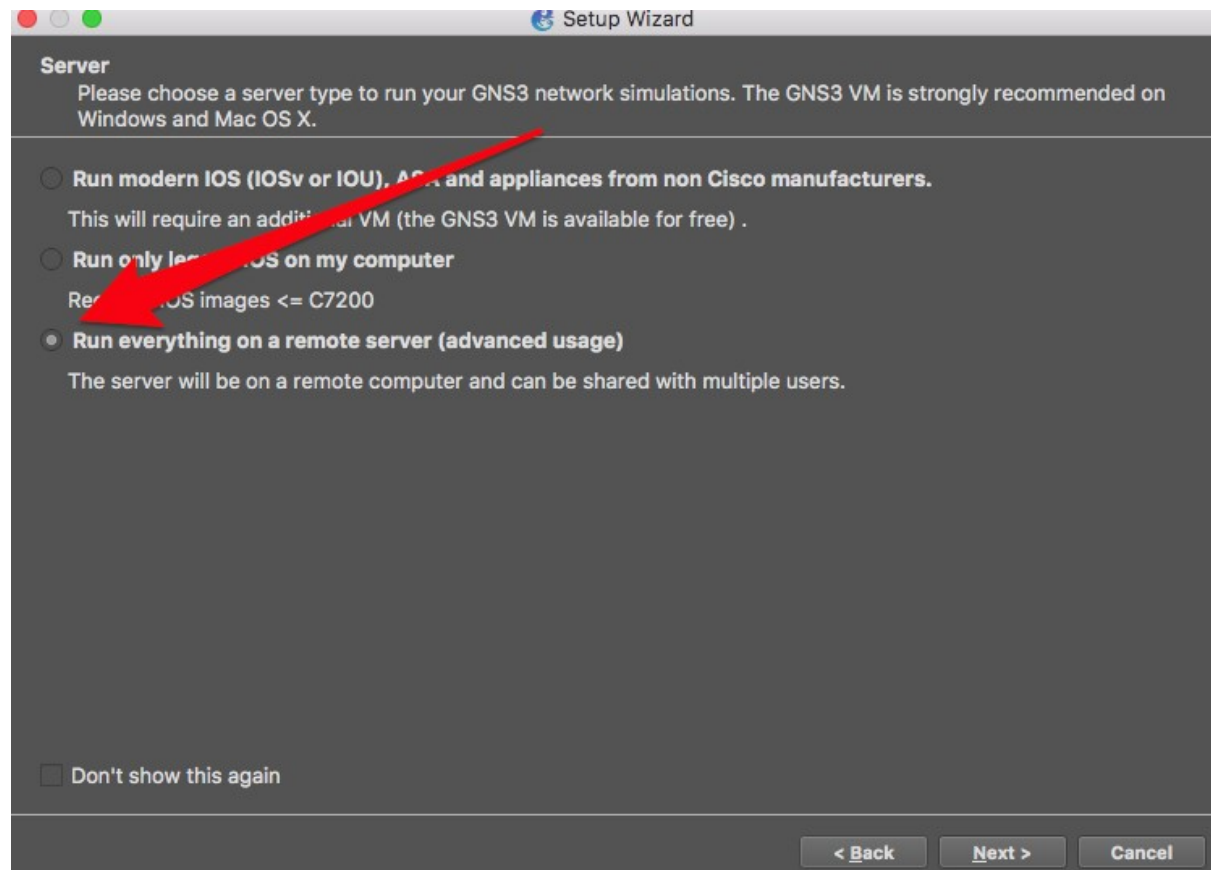 Setup Wizard
Server
Please choose a server type to run your GNS3 network simulations. The GNS3 VM is strongly recommended on
Windows and Mac OS X.
Run modern IOS (IOSv or IOU), and appliances from non Cisco manufacturers.
This will require an VM (the GNS3 VM is available for free) .
Run only on my computer
images <= C7200
Run everything on a remote server (advanced usage)
The server will be on a remote computer and can be shared with multiple users.
Don't show this again
< Back
Next >
Cancel